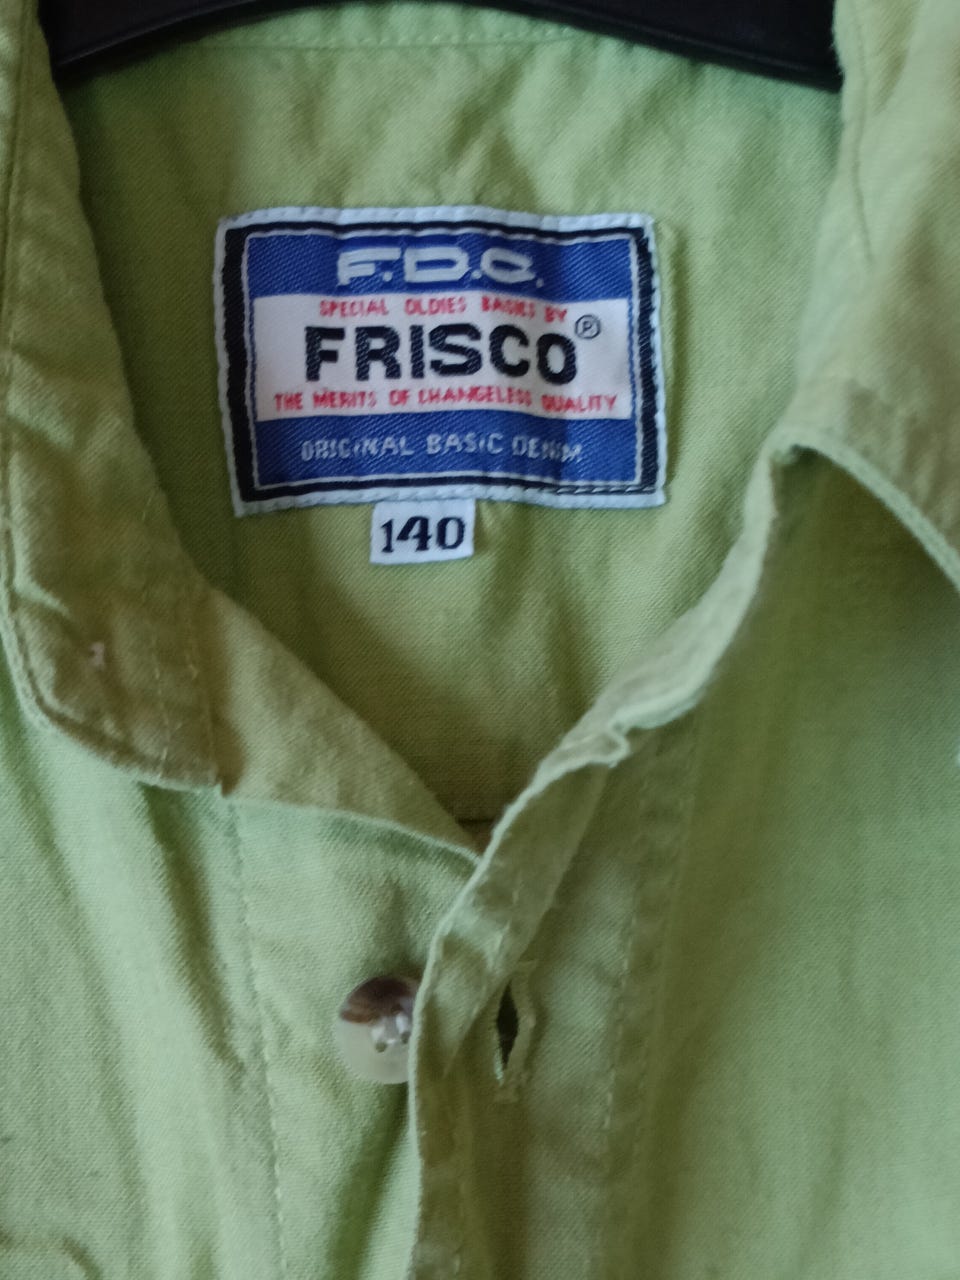 F.D.C.
SPECIAL OLDIES BASICS BY
FRISCO®
THE MERITS OF CHANGELESS QUALITY
ORIGINAL BASIC DENIM
140